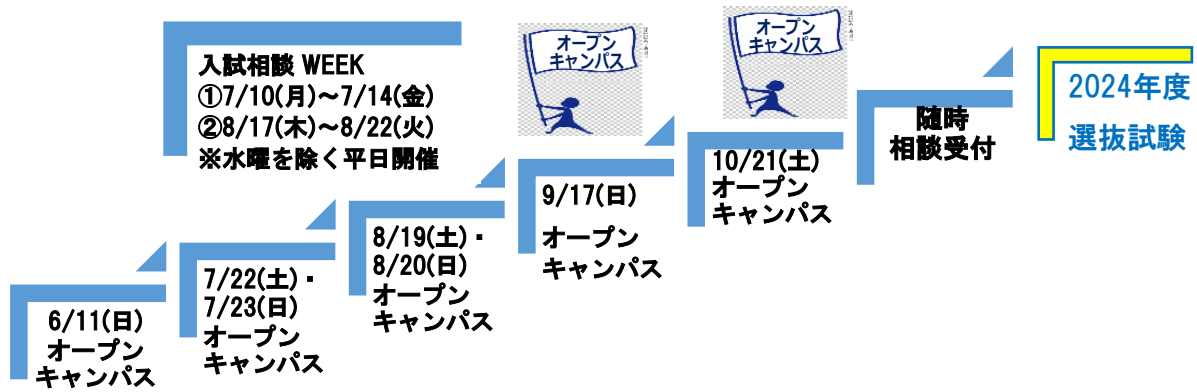 入試相談 WEEK
①7/10(月)～7/14(金)
②8/17(木)～8/22(火)
※水曜を除く平日開催
オープン
キャンパス
オープン
キャンパス
6/11(日)
オープン
キャンパス
7/22(土)・
7/23(日)
オープン
キャンパス
8/19(土)・
8/20(日)
オープン
キャンパス
9/17(日)
オープン
キャンパス
10/21(土)
オープン
キャンパス
随時
相談受付
2024年度
選抜試験